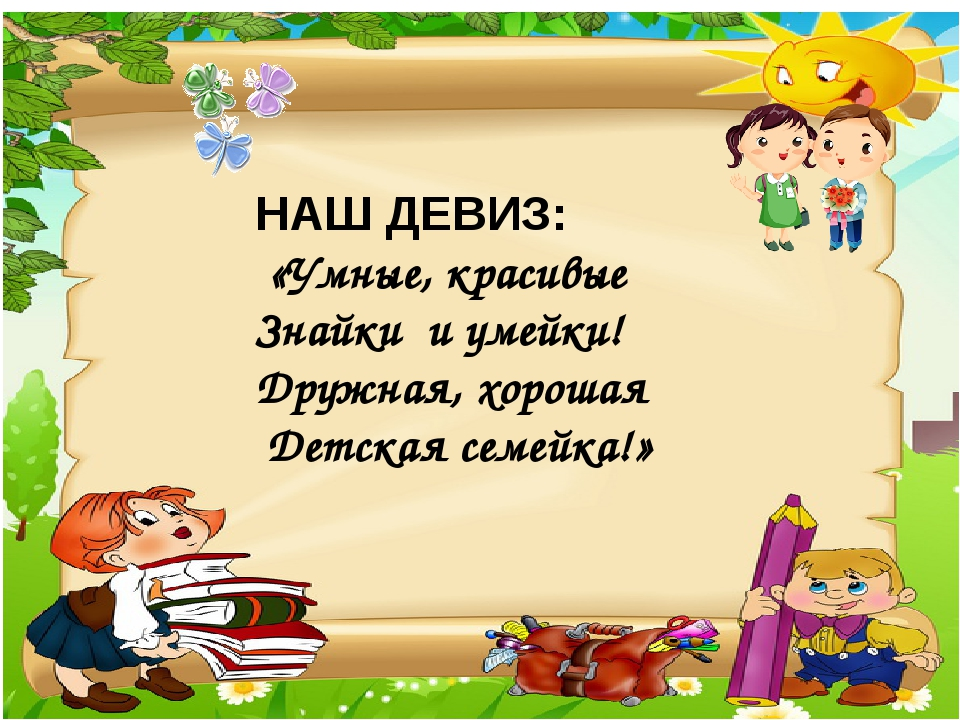 НАШ ДЕВИЗ:
«Умные, красивые
Знайки и умейки!
Дружная, хорошая
Детская семейка!»